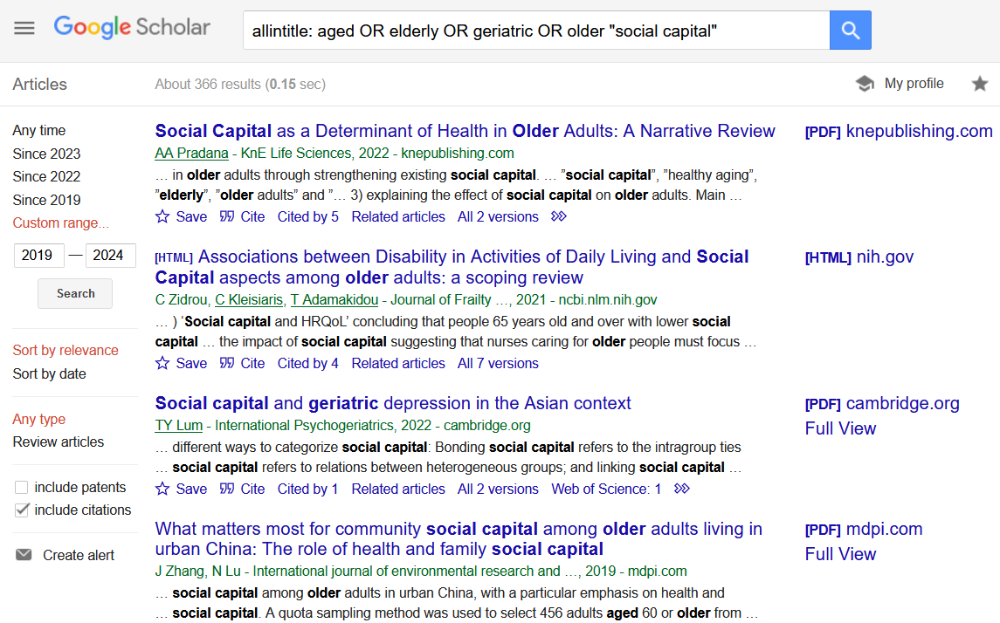 Google Scholar
allintitle: aged OR elderly OR geriatric OR older "social capital"
Articles
About 366 results (0.15 sec)
My profile
Any time
Since 2023
Since 2022
Since 2019
Custom range...
2019 — 2024
Search
Sort by relevance
Sort by date
Any type
Review articles
include patents
include citations
Create alert
Social Capital as a Determinant of Health in Older Adults: A Narrative Review
[PDF] knepublishing.com
AA Pradana - KnE Life Sciences, 2022 - knepublishing.com
… in older adults through strengthening existing social capital. … ”social capital”, ”healthy aging”,
”elderly”, ”older adults” and ”… 3) explaining the effect of social capital on older adults. Main …
Save Cite Cited by 5 Related articles All 2 versions
[HTML] Associations between Disability in Activities of Daily Living and Social
Capital aspects among older adults: a scoping review
[HTML] nih.gov
C Zidrou, C Kleisiaris, T Adamakidou - Journal of Frailty …, 2021 - ncbi.nlm.nih.gov
… ) ‘Social capital and HRQoL’ concluding that people 65 years old and over with lower social
capital … the impact of social capital suggesting that nurses caring for older people must focus …
Save Cite Cited by 4 Related articles All 7 versions
Social capital and geriatric depression in the Asian context
[PDF] cambridge.org
Full View
TY Lum - International Psychogeriatrics, 2022 - cambridge.org
… different ways to categorize social capital: Bonding social capital refers to the intragroup ties
… social capital refers to relations between heterogeneous groups; and linking social capital …
Save Cite Cited by 1 Related articles All 2 versions Web of Science: 1
What matters most for community social capital among older adults living in
urban China: The role of health and family social capital
[PDF] mdpi.com
Full View
J Zhang, N Lu - International journal of environmental research and …, 2019 - mdpi.com
… social capital among older adults in urban China, with a particular emphasis on health and
… social capital. A quota sampling method was used to select 456 adults aged 60 or older from …